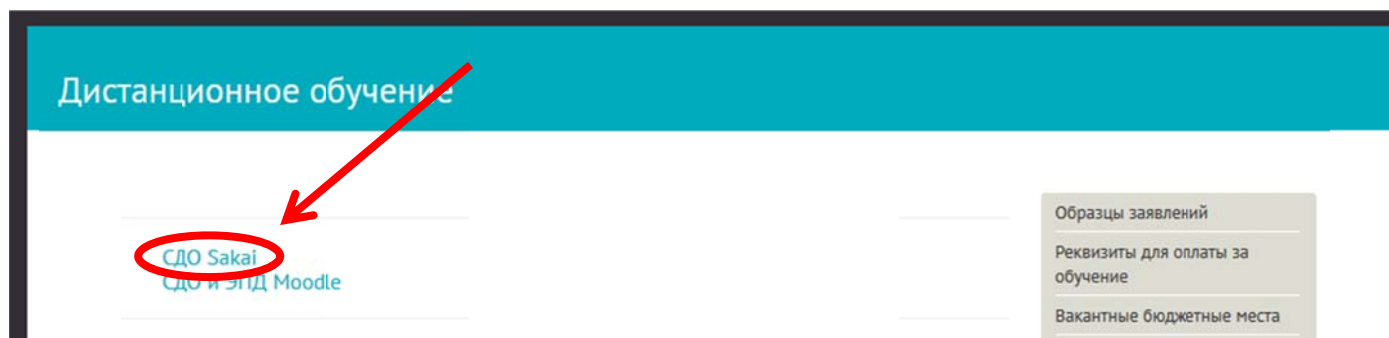 Дистанционное обучение
СДО Sakai
СДО и ЭПД Moodle
Образцы заявлений
Реквизиты для оплаты за
обучение
Вакантные бюджетные места